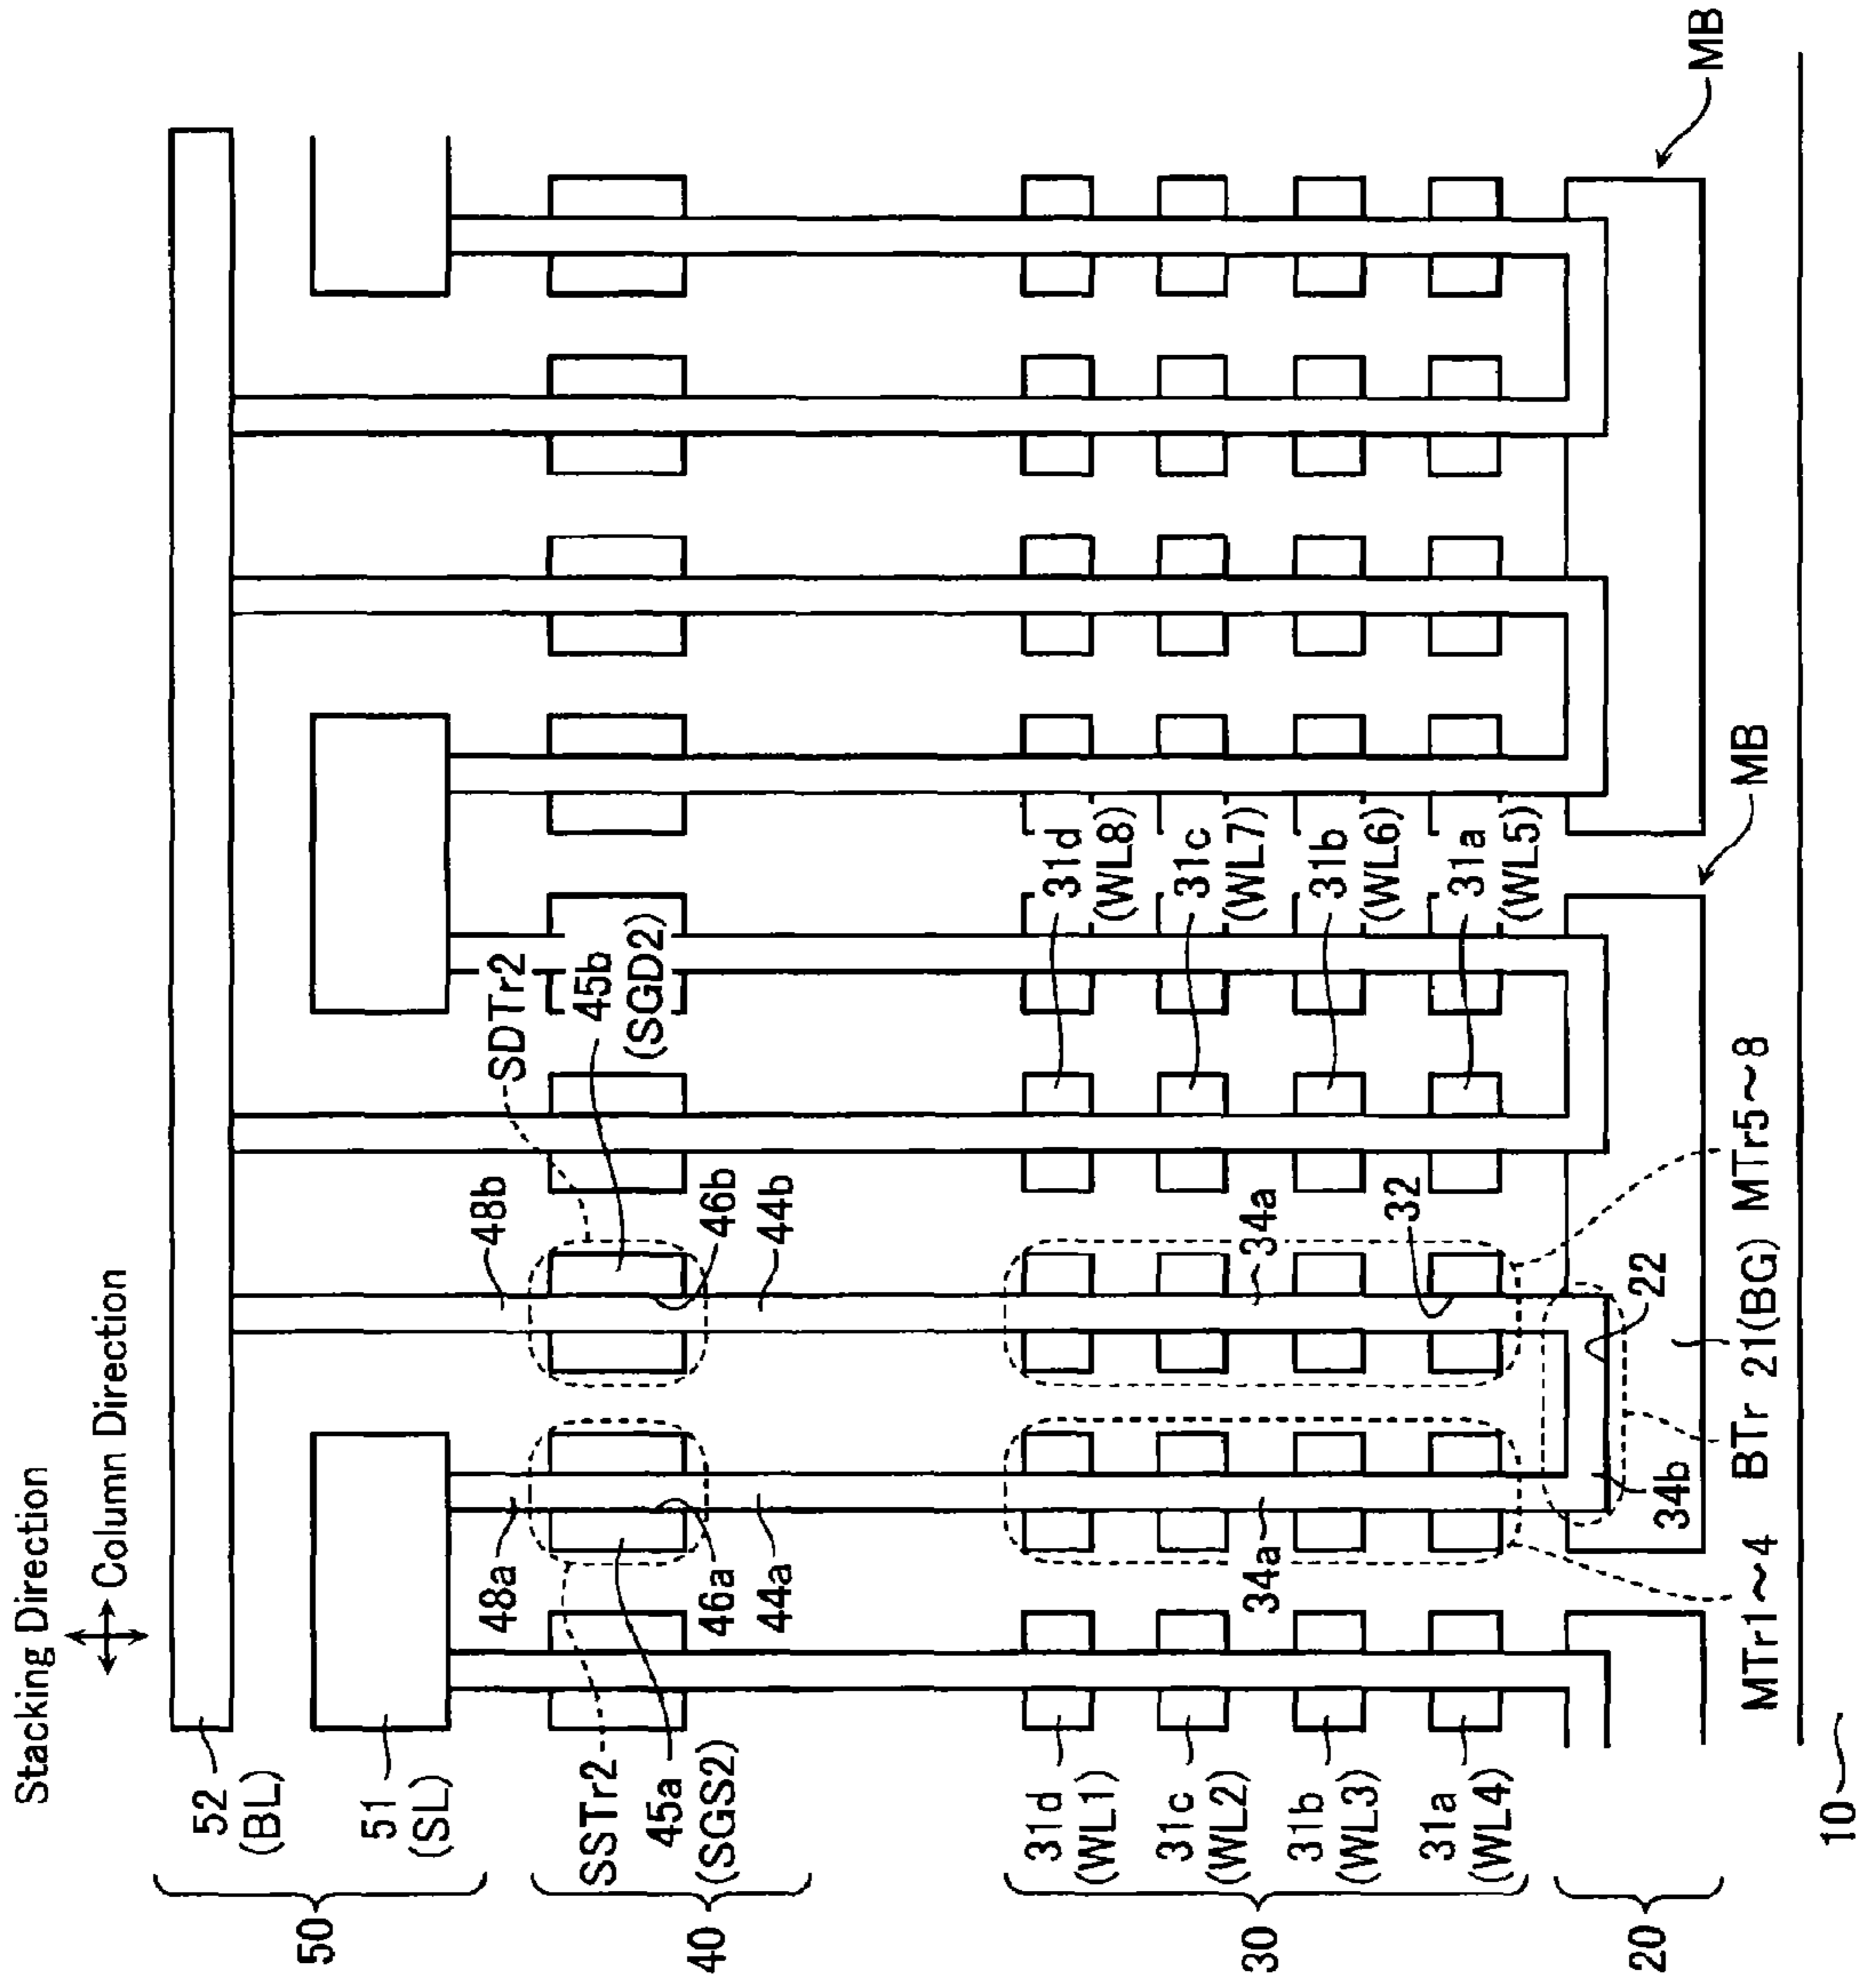 Stacking Direction
Column Direction
50
52
(BL)
51
(SL)
40
SSTr2
45a
(SGS2)
48a
46a
44a
48b
46b
44b
SDTr2
45b
(SGD2)
30
31d
(WL1)
31c
(WL2)
31b
(WL3)
31a
(WL4)
34a
34a
32
31d
(WL8)
31c
(WL7)
31b
(WL6)
31a
(WL5)
20
34b
22
MB
MB
MTr1~4
BTr
21(BG)
MTr5~8
10